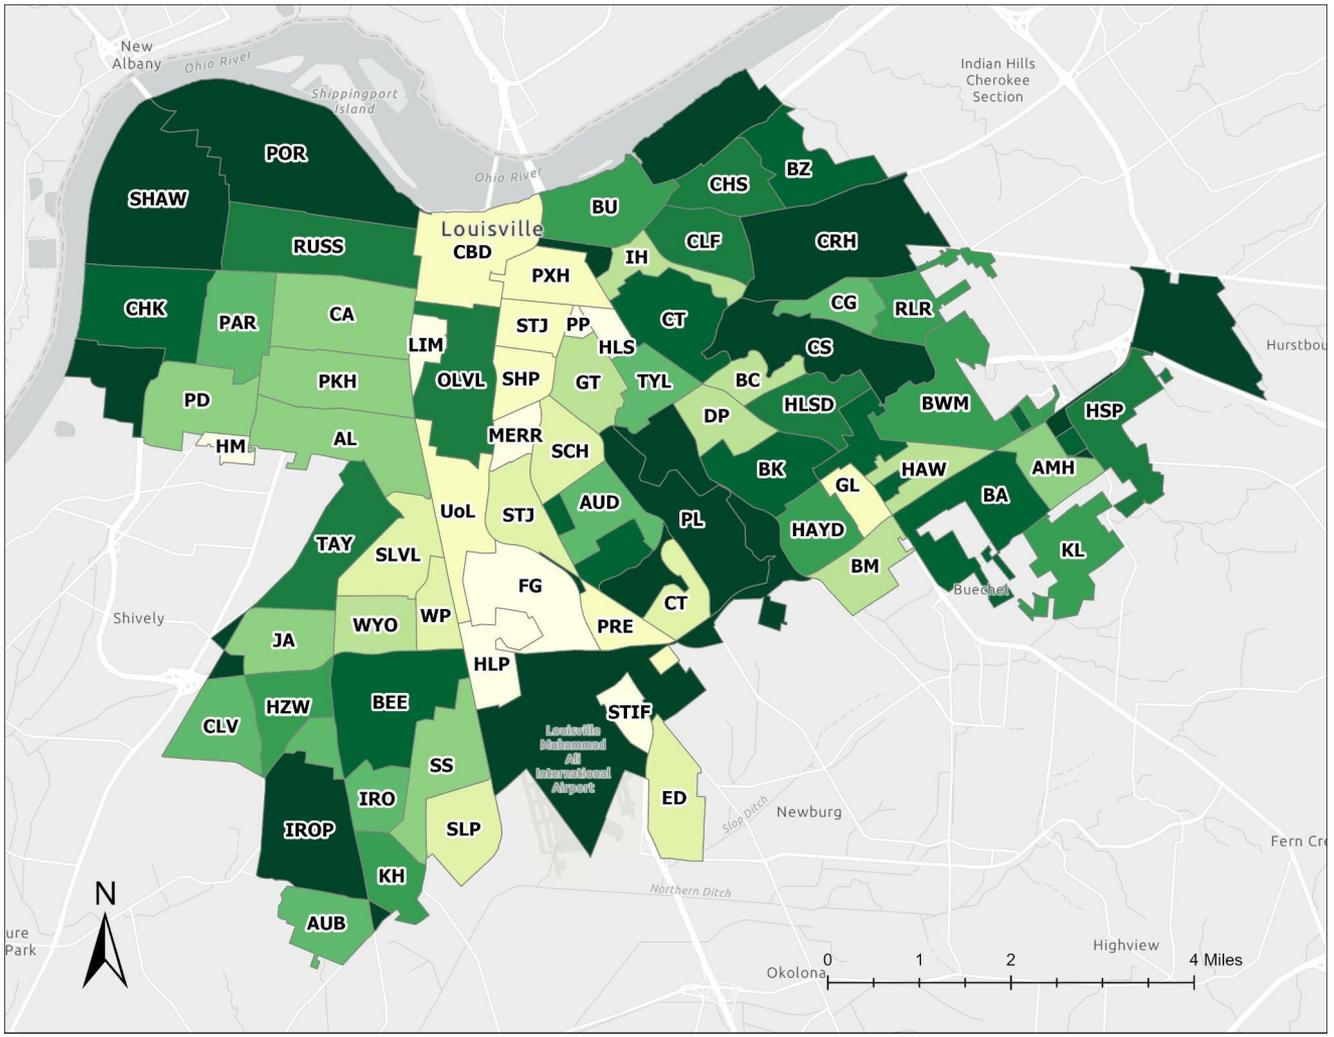 New
Albany
Ohio River
Shippingport
Island
Indian Hills
Cherokee
Section
POR
BZ
Ohio River
CHS
SHAW
BU
Louisville
CLF
CRH
RUSS
CBD
IH
PXH
CG
CHK
PAR
CA
RLR
STJ
PP
CT
LIM
HLS
CS
Hurstbou
PKH
OLVL
SHP
GT
TYL
BC
PD
HLSD
BWM
DP
HSP
AL
MERR
HM
SCH
BK
HAW
AMH
GL
BA
UoL
STJ
AUD
PL
HAYD
TAY
SLVL
KL
BM
FG
Buechel
CT
Shively
WYO
WP
PRE
JA
HLP
BEE
HZW
STIF
CLV
Louisville
Muhammad
Ali
International
Airport
SS
IRO
ED
Slop Ditch
Newburg
IROP
SLP
Fern Cre
KH
Northern Ditch
N
AUB
ure
Park
Highview
0 1 2 4 Miles
Okolona